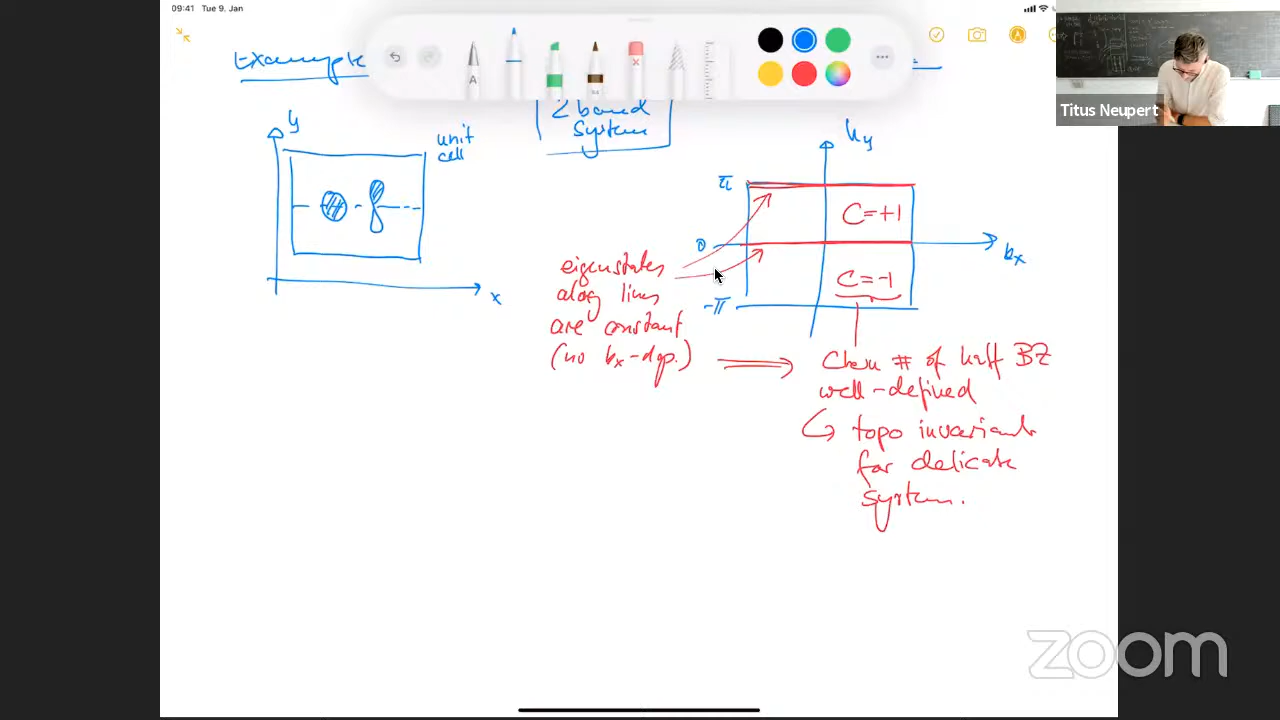 09:41 Tue 9. Jan
Example
A
2 band
System
y
unit
cell
x
ky
π
0
-π
kx
C=+1
C=-1
eigenstates
along lines
are constant
(no kx-dep.)
Chern # of half BZ
well-defined
↳ topo invariant
for delicate
system.
Titus Neupert
zoom